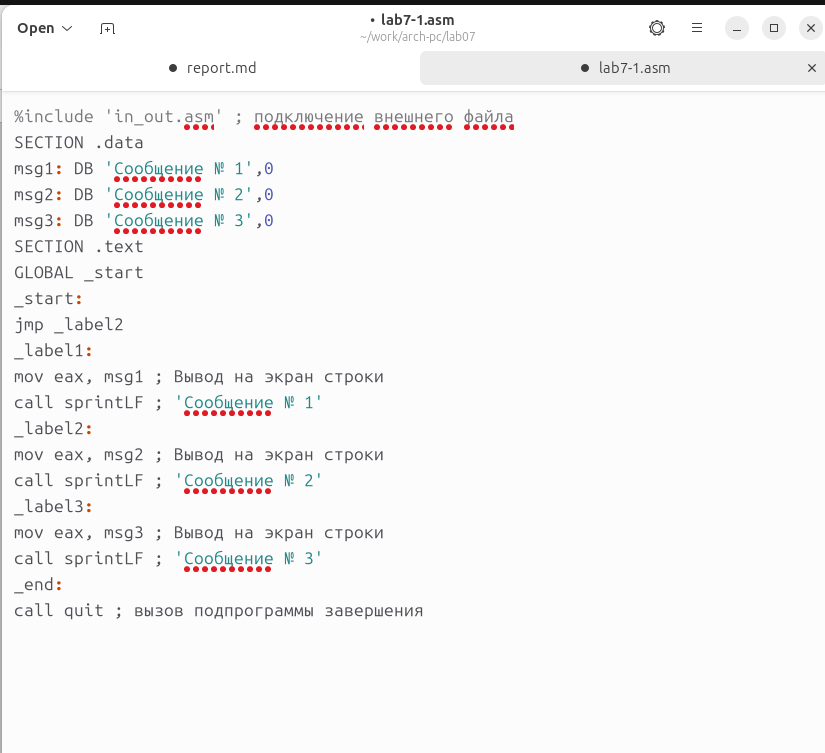 Open
• lab7-1.asm
~/work/arch-pc/lab07
● report.md
● lab7-1.asm
%include 'in_out.asm' ; подключение внешнего файла
SECTION .data
msg1: DB 'Сообщение № 1',0
msg2: DB 'Сообщение № 2',0
msg3: DB 'Сообщение № 3',0
SECTION .text
GLOBAL _start
_start:
jmp _label2
_label1:
mov eax, msg1 ; Вывод на экран строки
call sprintLF ; 'Сообщение № 1'
_label2:
mov eax, msg2 ; Вывод на экран строки
call sprintLF ; 'Сообщение № 2'
_label3:
mov eax, msg3 ; Вывод на экран строки
call sprintLF ; 'Сообщение № 3'
_end:
call quit ; вызов подпрограммы завершения